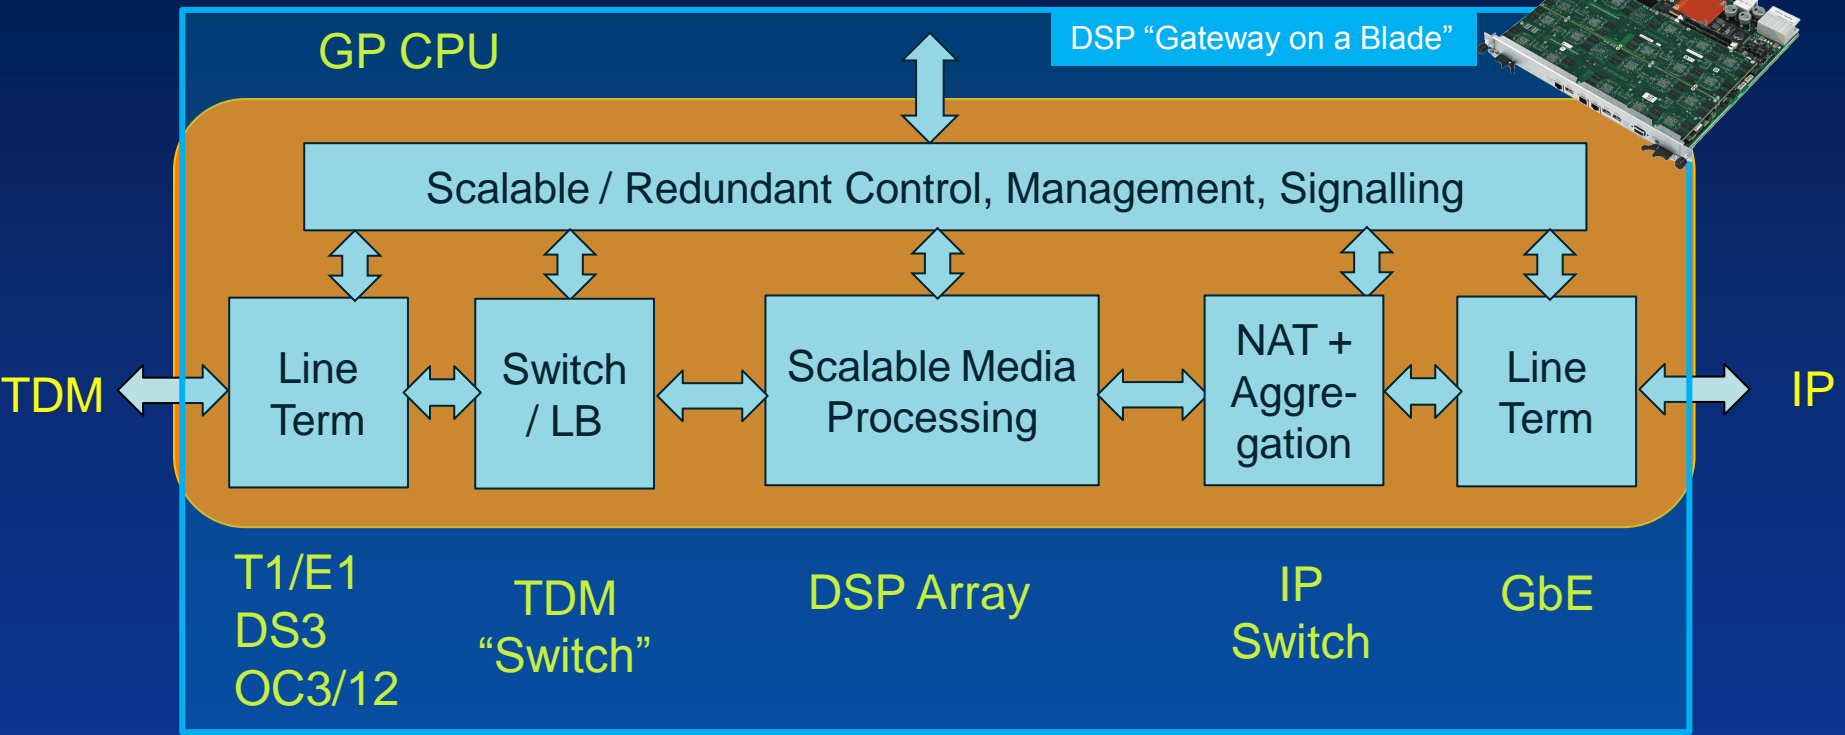 GP CPU
DSP “Gateway on a Blade”
Scalable / Redundant Control, Management, Signalling
TDM
Line
Term
Switch
/ LB
Scalable Media
Processing
NAT +
Aggre-
gation
Line
Term
IP
T1/E1
DS3
OC3/12
TDM
“Switch”
DSP Array
IP
Switch
GbE